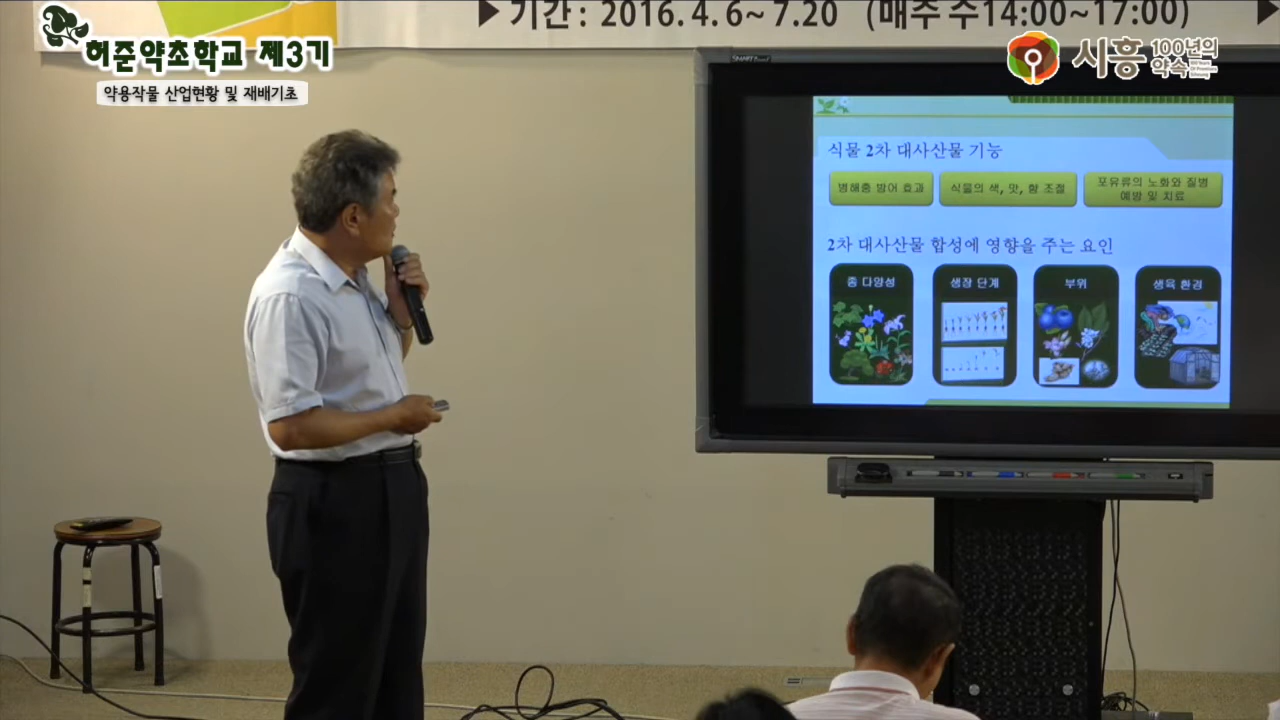 ▶기간 : 2016. 4. 6~ 7.20 (매주 수14:00~17:00)
허준약초학교 제3기
약용작물 산업현황 및 재배기초
시흥 100년의 약속
SMART
식물 2차 대사산물 기능
병해충 방어 효과
식물의 색, 맛, 향 조절
포유류의 노화와 질병
예방 및 치료
2차 대사산물 합성에 영향을 주는 요인
종 다양성
생장 단계
부위
생육 환경